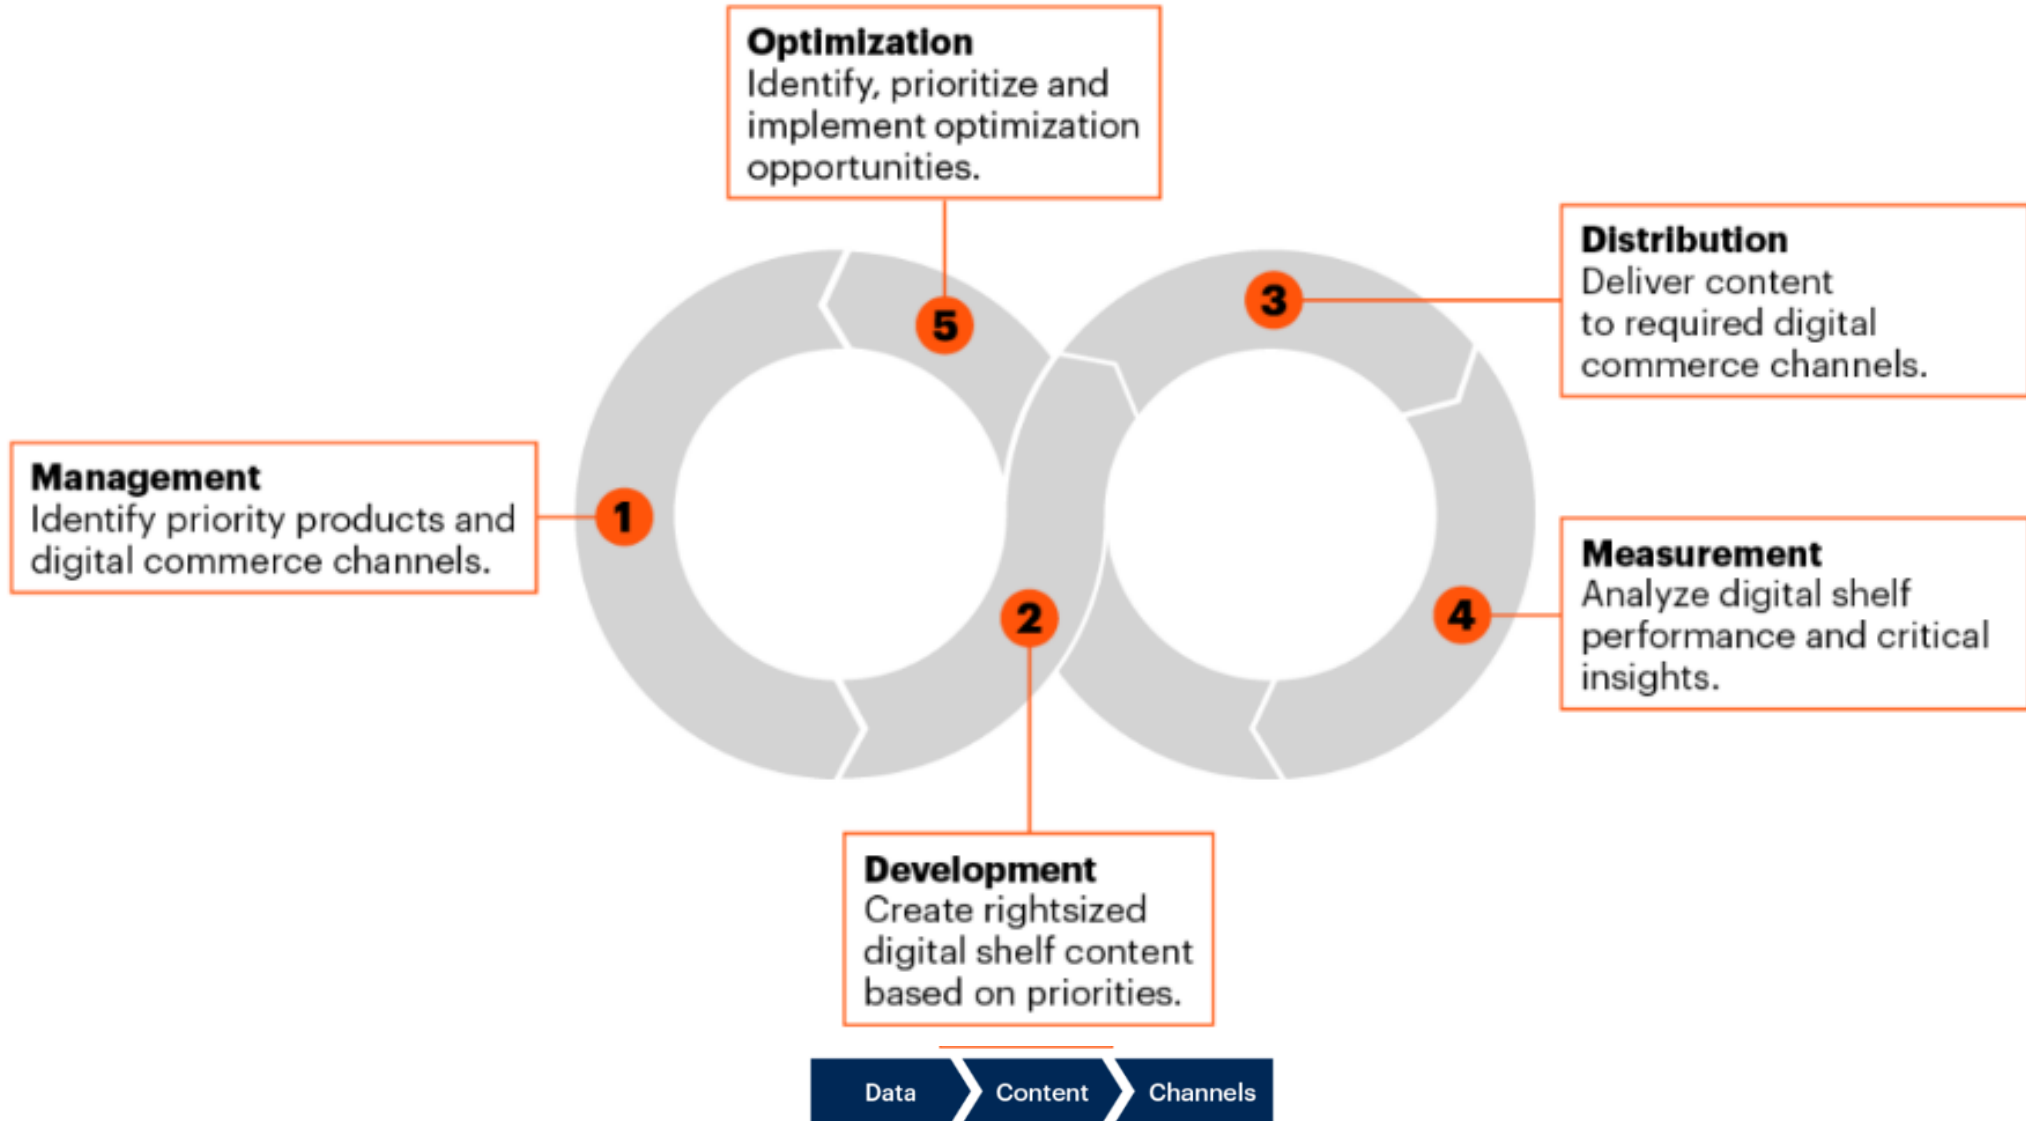 Optimization
Identify, prioritize and
implement optimization
opportunities.
Distribution
Deliver content
to required digital
commerce channels.
Management
Identify priority products and
digital commerce channels.
Measurement
Analyze digital shelf
performance and critical
insights.
Development
Create rightsized
digital shelf content
based on priorities.
1
2
3
4
5
Data
Content
Channels